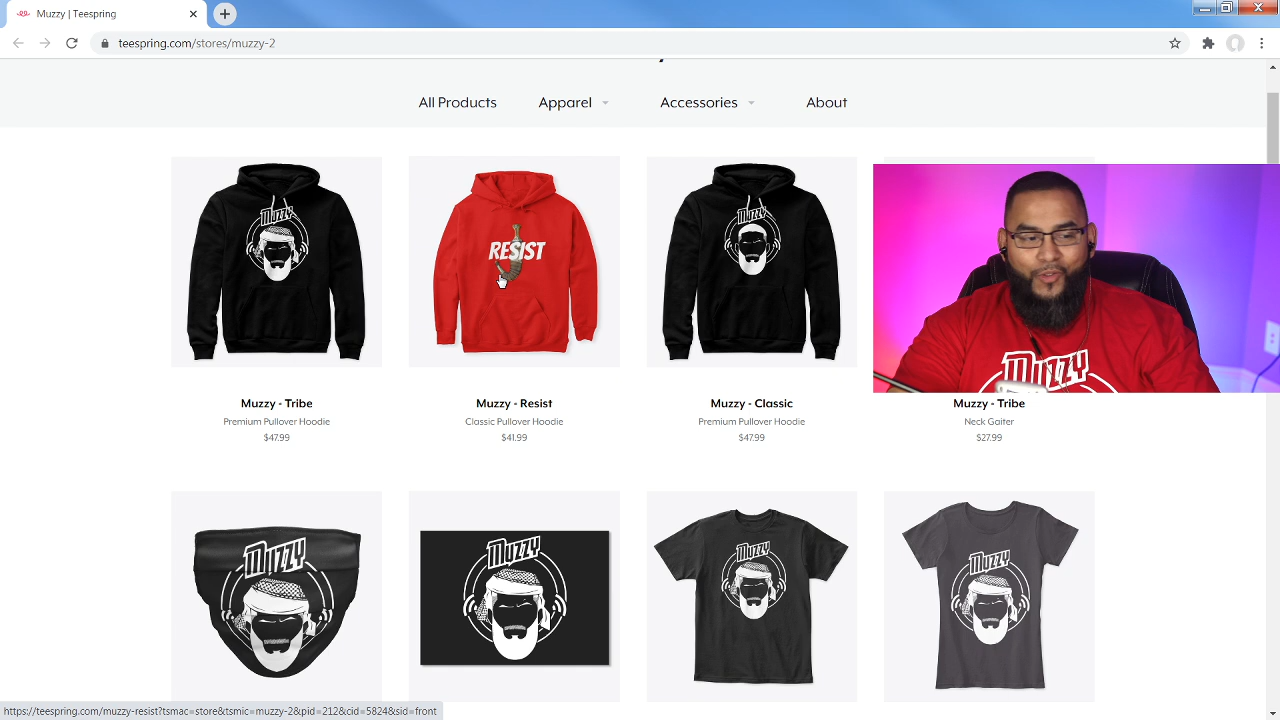 Muzzy | Teespring
teespring.com/stores/muzzy-2
All Products Apparel Accessories About
MUZZY
RESIST
MUZZY
MUZZY
Muzzy - Tribe
Premium Pullover Hoodie
$47.99
Muzzy - Resist
Classic Pullover Hoodie
$41.99
Muzzy - Classic
Premium Pullover Hoodie
$47.99
Muzzy - Tribe
Neck Gaiter
$27.99
MUZZY
MUZZY
MUZZY
MUZZY
https://teespring.com/muzzy-resist?tsmac=store&tsmic=muzzy-2&pid=212&cid=5824&sid=front